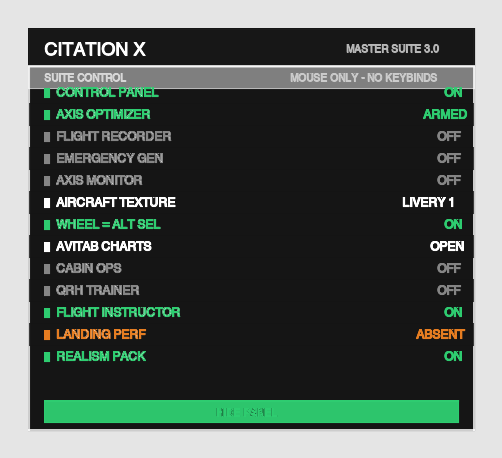 CITATION X MASTER SUITE 3.0
SUITE CONTROL MOUSE ONLY - NO KEYBINDS
CONTROL PANEL ON
AXIS OPTIMIZER ARMED
FLIGHT RECORDER OFF
EMERGENCY GEN OFF
AXIS MONITOR OFF
AIRCRAFT TEXTURE LIVERY 1
WHEEL = ALT SEL ON
AVITAB CHARTS OPEN
CABIN OPS OFF
QRH TRAINER OFF
FLIGHT INSTRUCTOR ON
LANDING PERF ABSENT
REALISM PACK ON